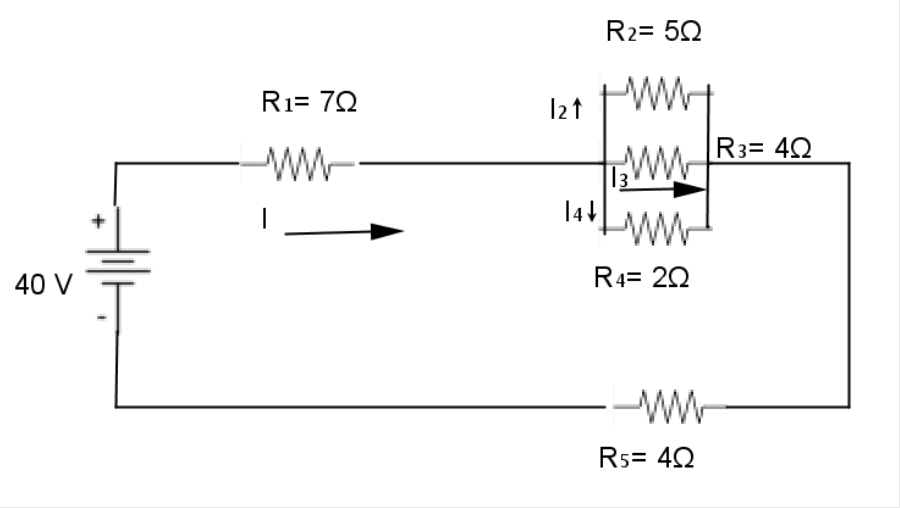 R2= 5Ω
R1= 7Ω
I2↑
R3= 4Ω
I3
I4↓
I
+
40 V
-
R4= 2Ω
R5= 4Ω